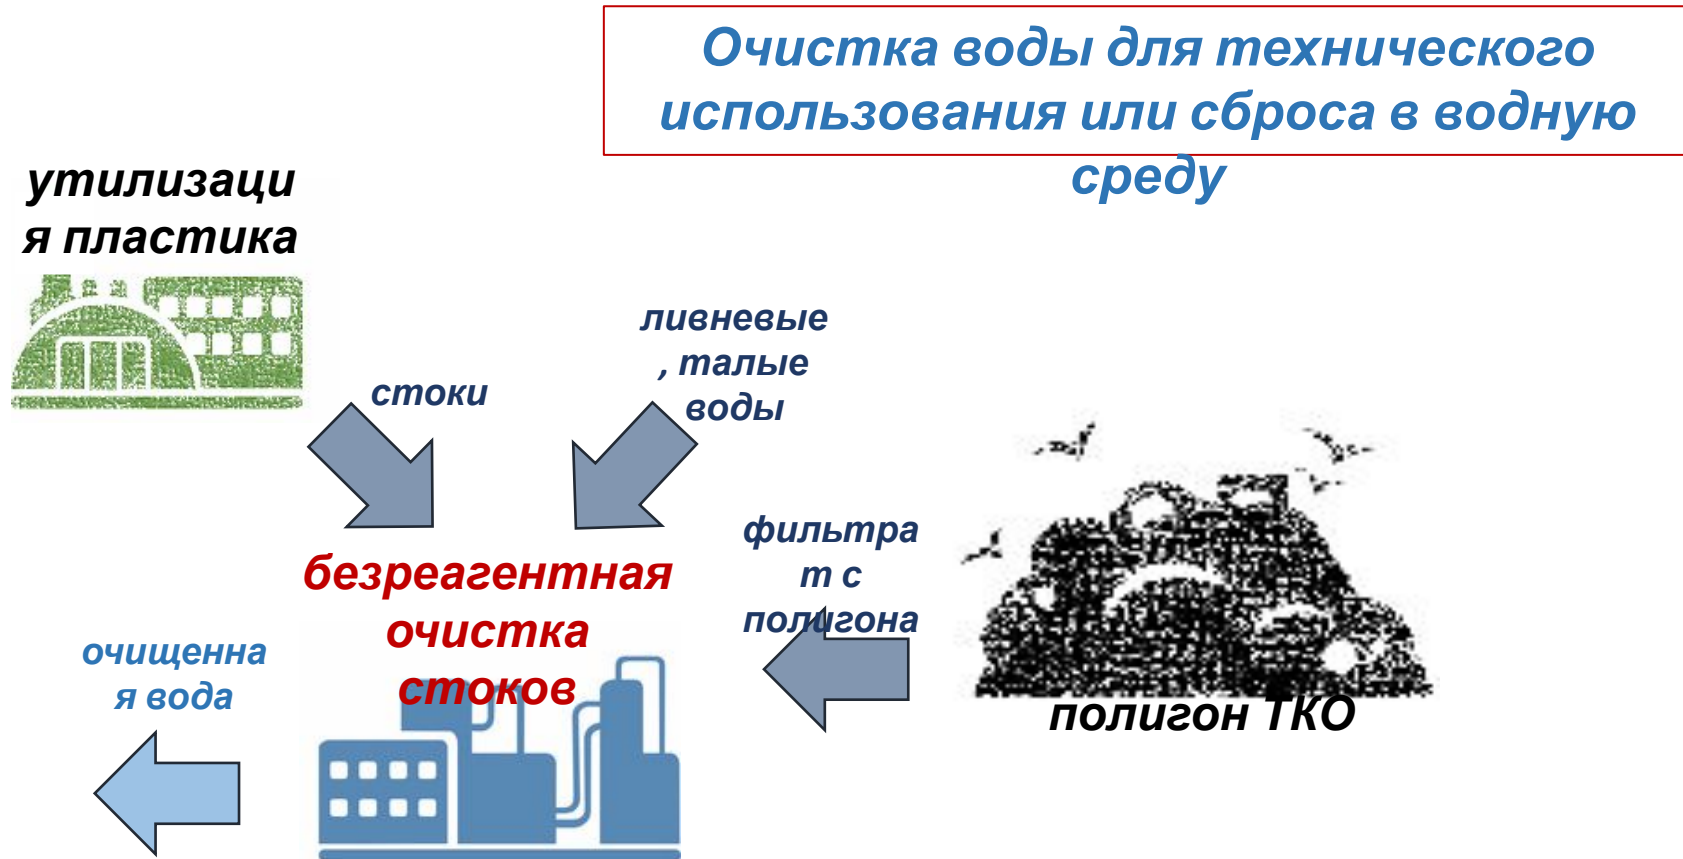 Очистка воды для технического
использования или сброса в водную
среду
утилизаци
я пластика
ливневые
, талые
воды
стоки
фильтра
т с
полигона
безреагентная
очистка
стоков
очищенна
я вода
полигон ТКО